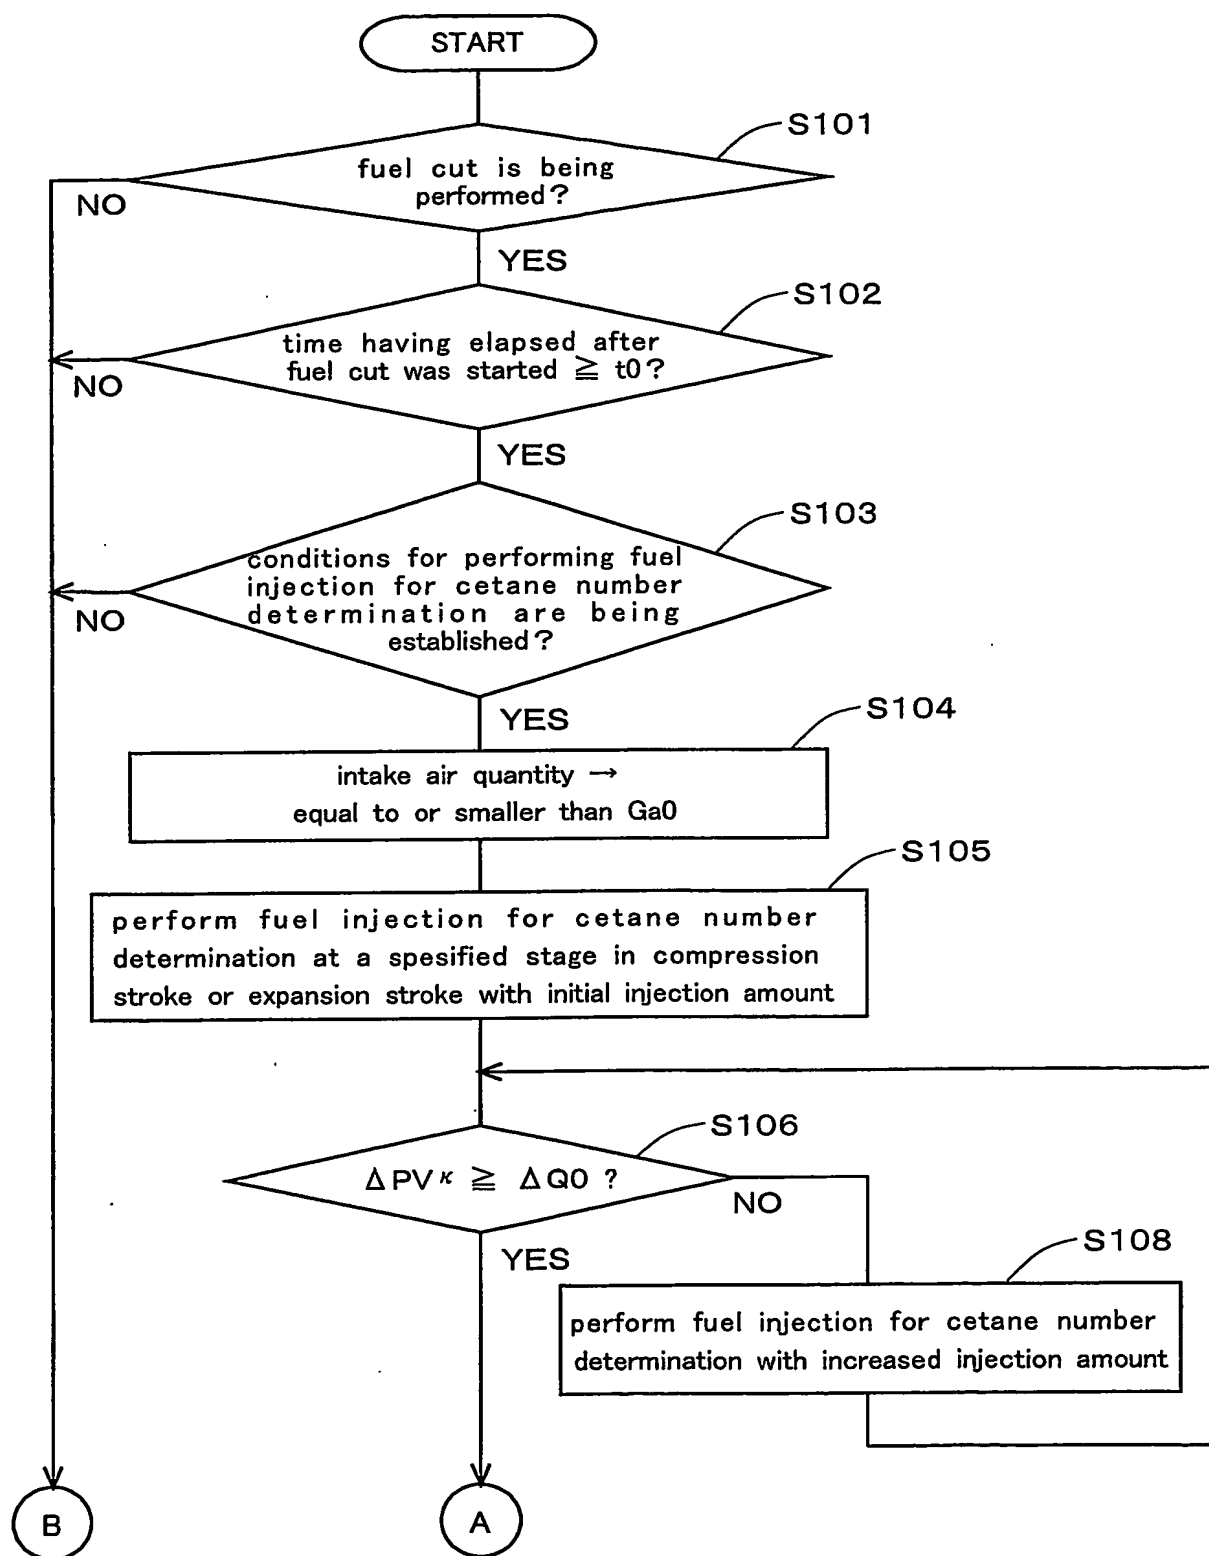 START
S101
fuel cut is being
performed?
NO
YES
S102
time having elapsed after
fuel cut was started ≧ t0?
NO
YES
S103
conditions for performing fuel
injection for cetane number
determination are being
established?
NO
YES
S104
intake air quantity →
equal to or smaller than Ga0
S105
perform fuel injection for cetane number
determination at a spesified stage in compression
stroke or expansion stroke with initial injection amount
S106
ΔPVᴷ ≧ ΔQ0 ?
NO
YES
S108
perform fuel injection for cetane number
determination with increased injection amount
B
A